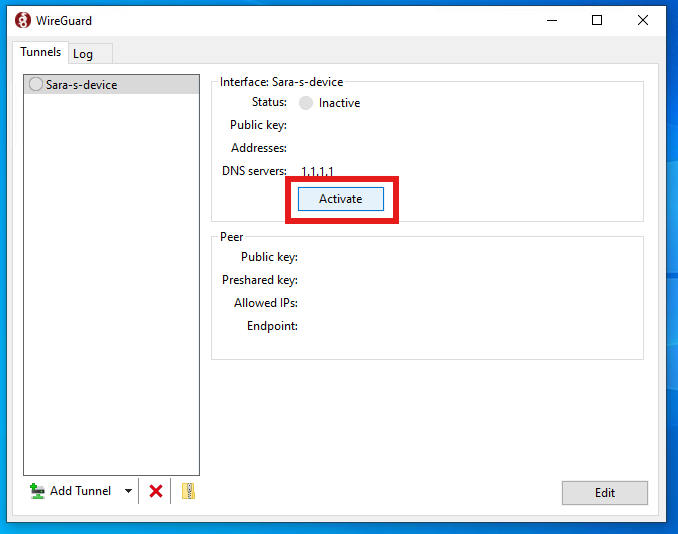 WireGuard
Tunnels Log
Sara-s-device
Interface: Sara-s-device
Status: Inactive
Public key:
Addresses:
DNS servers: 1.1.1.1
Activate
Peer
Public key:
Preshared key:
Allowed IPs:
Endpoint:
Add Tunnel
Edit